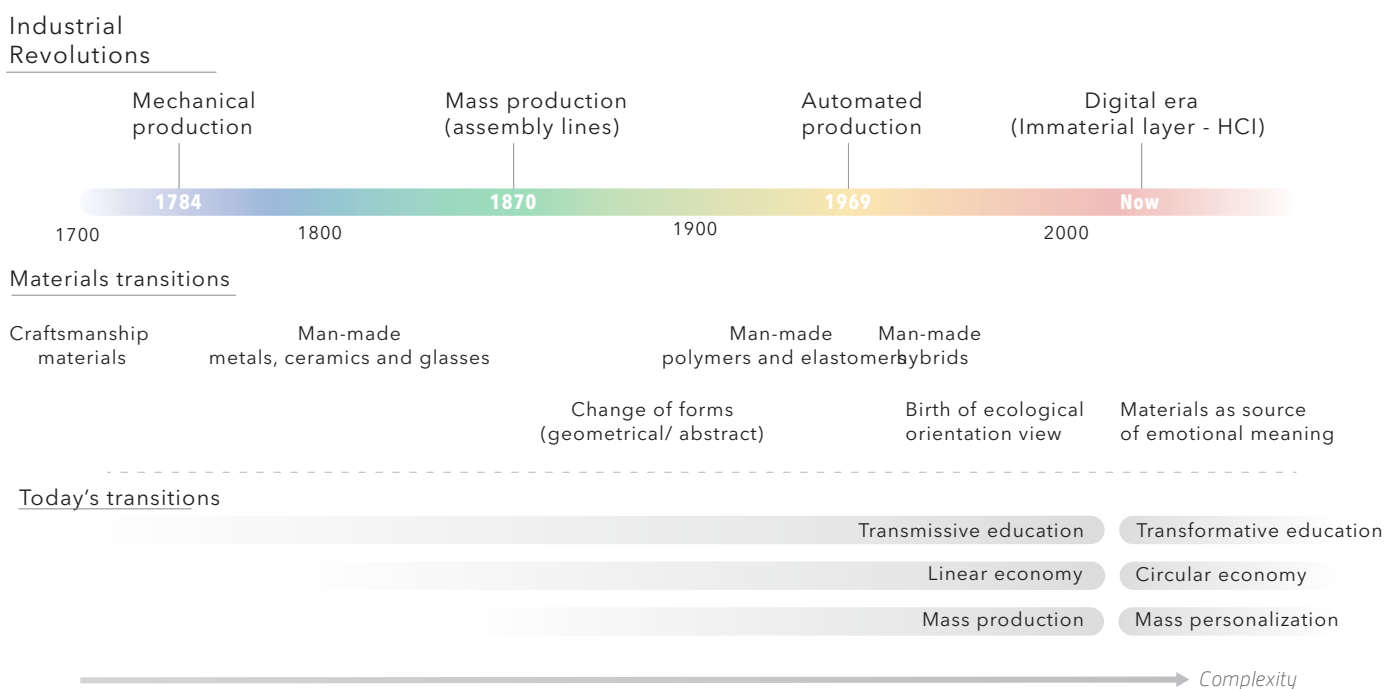 Industrial
Revolutions
Mechanical
production
Mass production
(assembly lines)
Automated
production
Digital era
(Immaterial layer - HCI)
1784
1870
1969
Now
1700
1800
1900
2000
Materials transitions
Craftsmanship
materials
Man-made
metals, ceramics and glasses
Man-made
polymers and elastomers
Man-made
hybrids
Change of forms
(geometrical/ abstract)
Birth of ecological
orientation view
Materials as source
of emotional meaning
Today's transitions
Transmissive education
Transformative education
Linear economy
Circular economy
Mass production
Mass personalization
Complexity